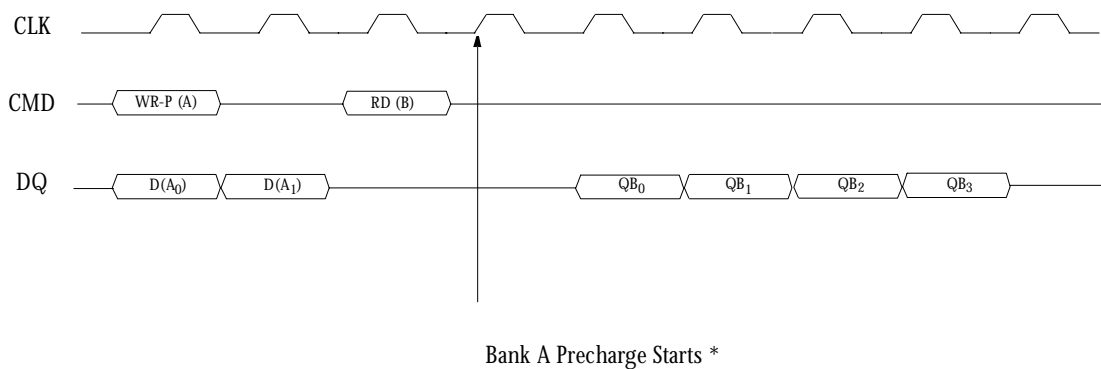 CLK
CMD WR-P (A) RD (B)
DQ D(A0) D(A1) QB0 QB1 QB2 QB3
Bank A Precharge Starts *